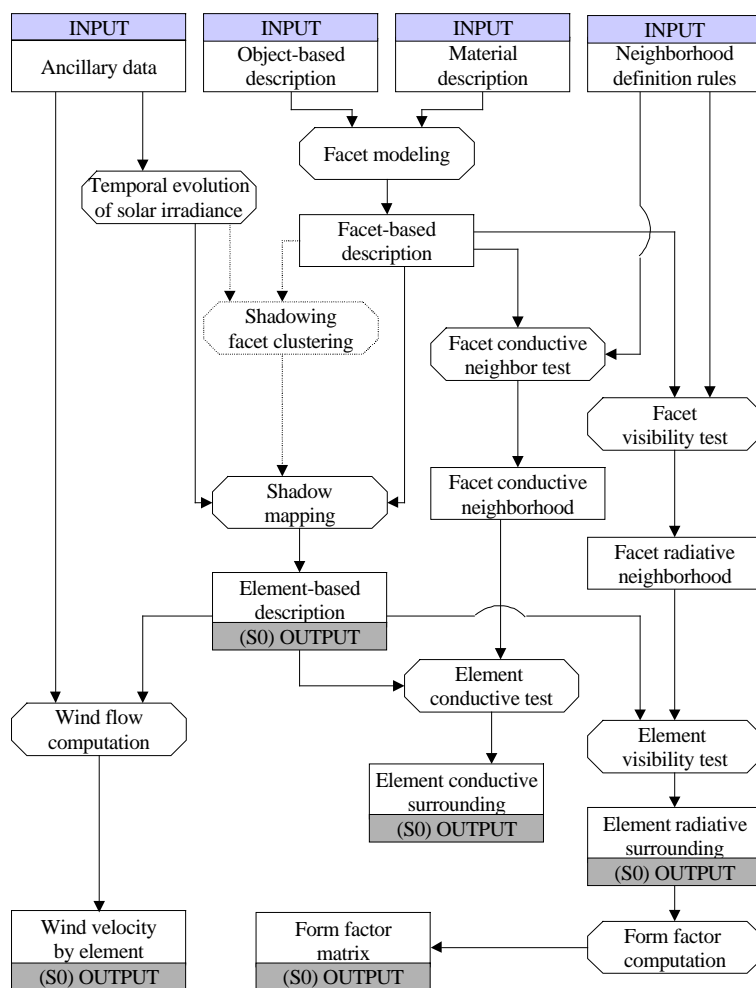 INPUT
Ancillary data
INPUT
Object-based
description
INPUT
Material
description
INPUT
Neighborhood
definition rules
Facet modeling
Temporal evolution
of solar irradiance
Facet-based
description
Shadowing
facet clustering
Facet conductive
neighbor test
Facet
visibility test
Shadow
mapping
Facet conductive
neighborhood
Facet radiative
neighborhood
Element-based
description
(S0) OUTPUT
Element
conductive test
Wind flow
computation
Element
visibility test
Element conductive
surrounding
(S0) OUTPUT
Element radiative
surrounding
(S0) OUTPUT
Wind velocity
by element
(S0) OUTPUT
Form factor
matrix
(S0) OUTPUT
Form factor
computation